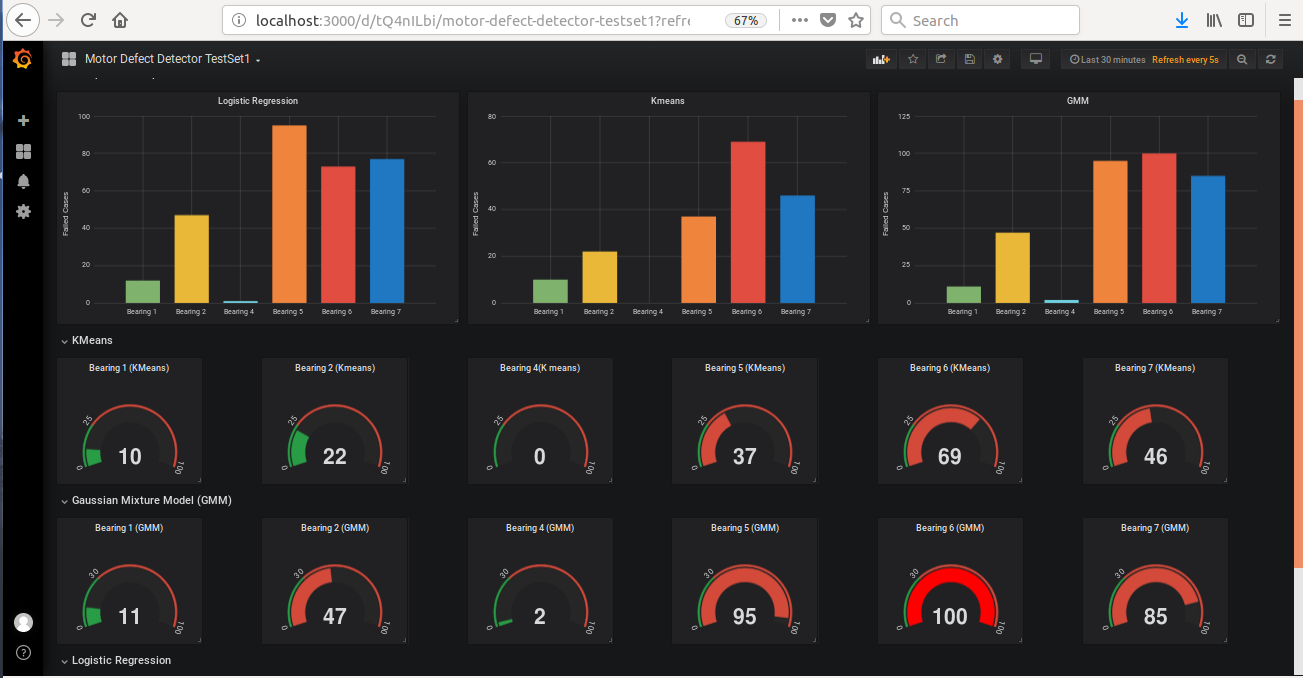 localhost:3000/d/tQ4nILbi/motor-defect-detector-testset1?refre
67%
Search
Motor Defect Detector TestSet1
Last 30 minutes Refresh every 5s
Logistic Regression
Kmeans
GMM
100
80
60
40
20
0
Failed Cases
Bearing 1 Bearing 2 Bearing 4 Bearing 5 Bearing 6 Bearing 7
80
60
40
20
0
Failed Cases
Bearing 1 Bearing 2 Bearing 4 Bearing 5 Bearing 6 Bearing 7
125
100
75
50
25
0
Failed Cases
Bearing 1 Bearing 2 Bearing 4 Bearing 5 Bearing 6 Bearing 7
KMeans
Bearing 1 (KMeans)
0 25 100
10
Bearing 2 (Kmeans)
0 25 100
22
Bearing 4(K means)
0 25 100
0
Bearing 5 (KMeans)
0 25 100
37
Bearing 6 (KMeans)
0 25 100
69
Bearing 7 (KMeans)
0 25 100
46
Gaussian Mixture Model (GMM)
Bearing 1 (GMM)
0 30 100
11
Bearing 2 (GMM)
0 30 100
47
Bearing 4 (GMM)
0 30 100
2
Bearing 5 (GMM)
0 30 100
95
Bearing 6 (GMM)
0 30 100
100
Bearing 7 (GMM)
0 30 100
85
Logistic Regression